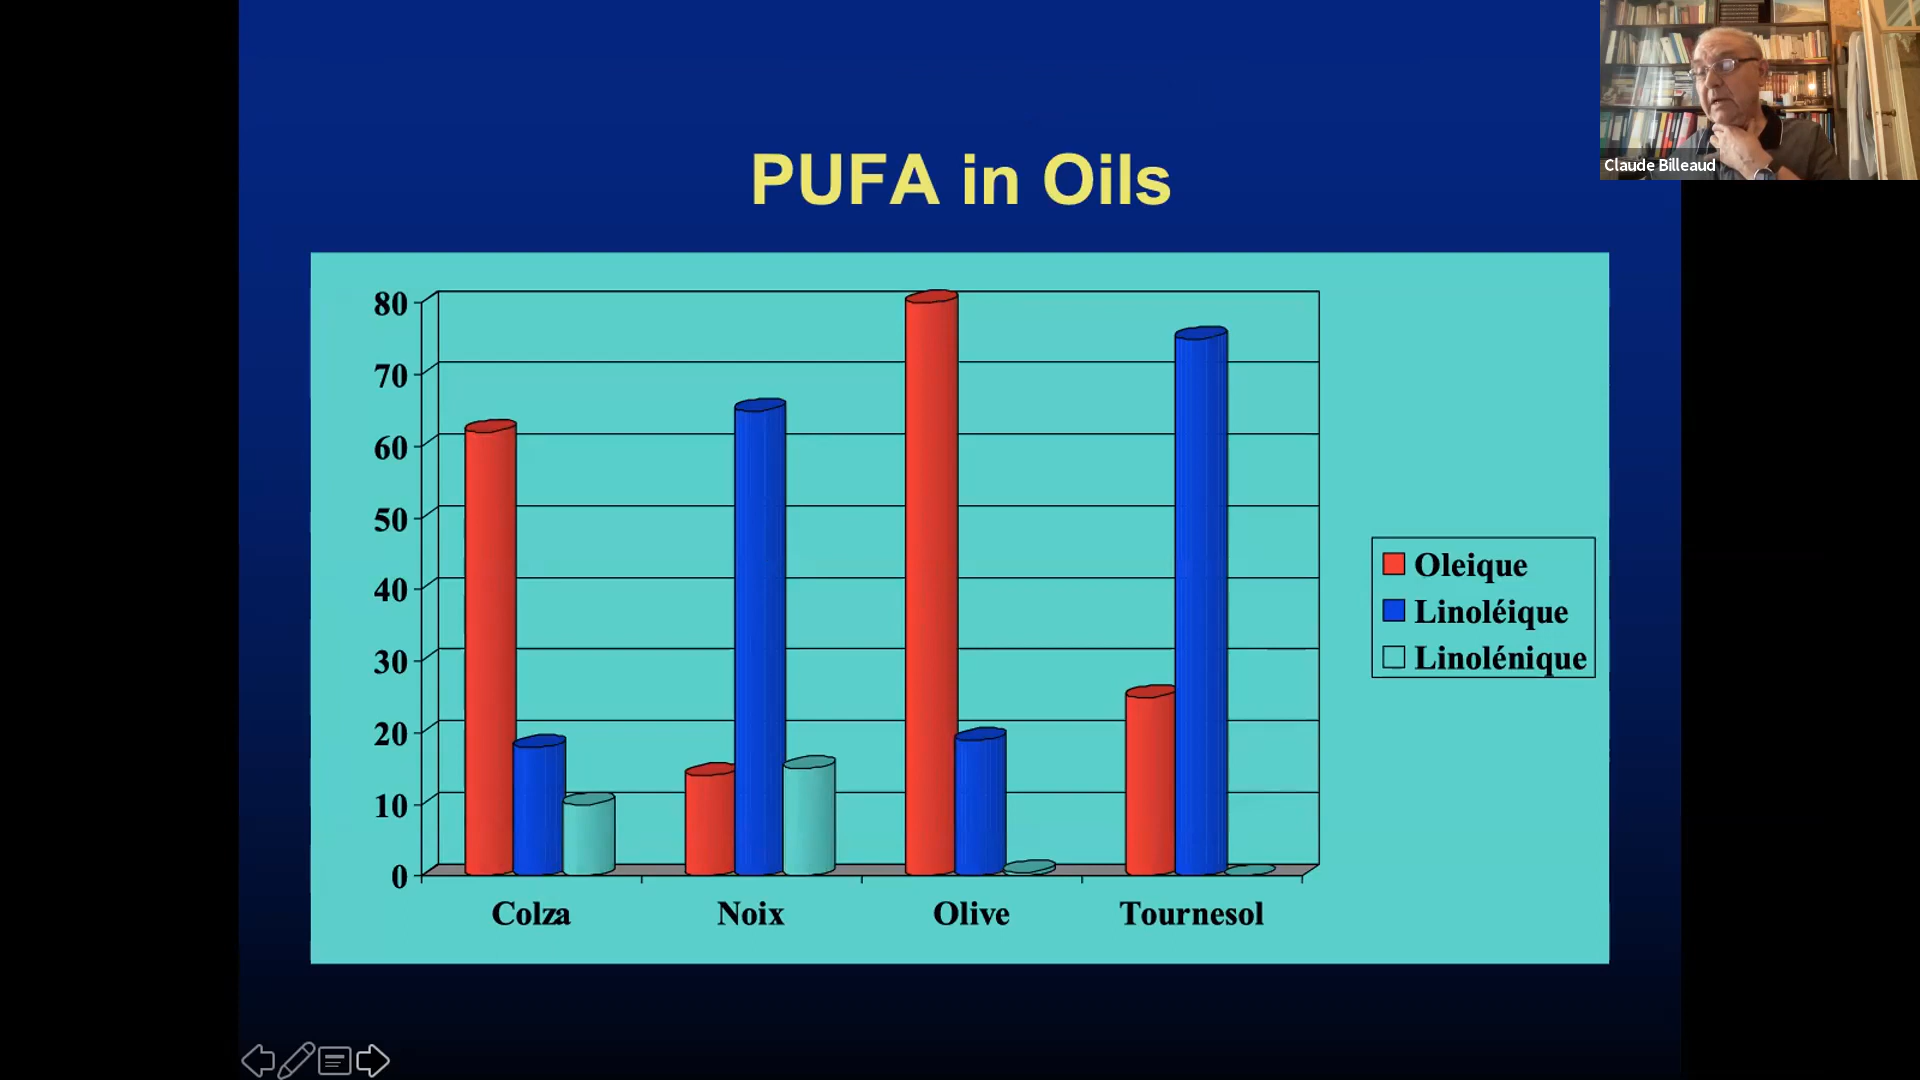 Claude Billeaud
PUFA in Oils
80
70
60
50
40
30
20
10
0
Colza
Noix
Olive
Tournesol
Oleique
Linoléique
Linolénique